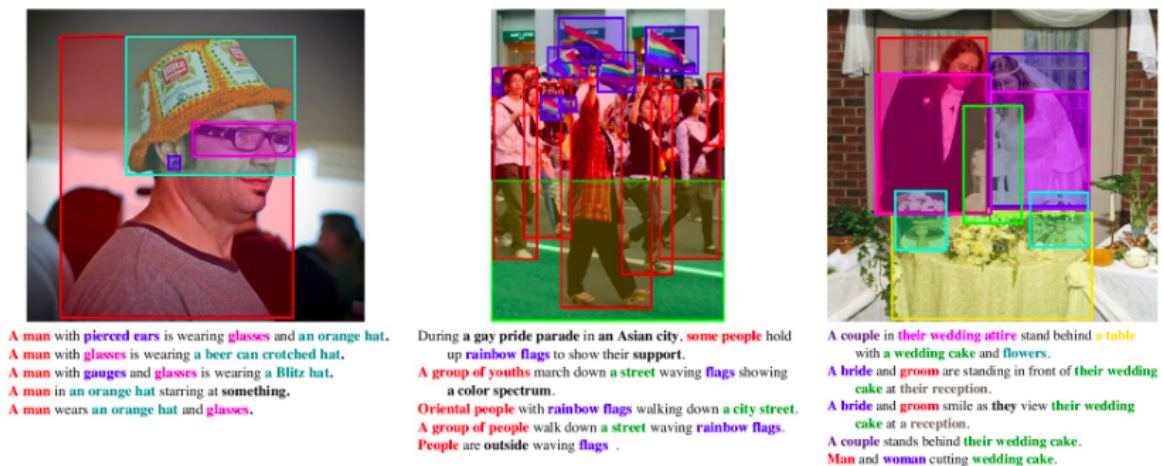 A man with pierced ears is wearing glasses and an orange hat.
A man with glasses is wearing a beer can crotched hat.
A man with gauges and glasses is wearing a Blitz hat.
A man in an orange hat starring at something.
A man wears an orange hat and glasses.
During a gay pride parade in an Asian city, some people hold
up rainbow flags to show their support.
A group of youths march down a street waving flags showing
a color spectrum.
Oriental people with rainbow flags walking down a city street.
A group of people walk down a street waving rainbow flags.
People are outside waving flags .
A couple in their wedding attire stand behind a table
with a wedding cake and flowers.
A bride and groom are standing in front of their wedding
cake at their reception.
A bride and groom smile as they view their wedding
cake at a reception.
A couple stands behind their wedding cake.
Man and woman cutting wedding cake.